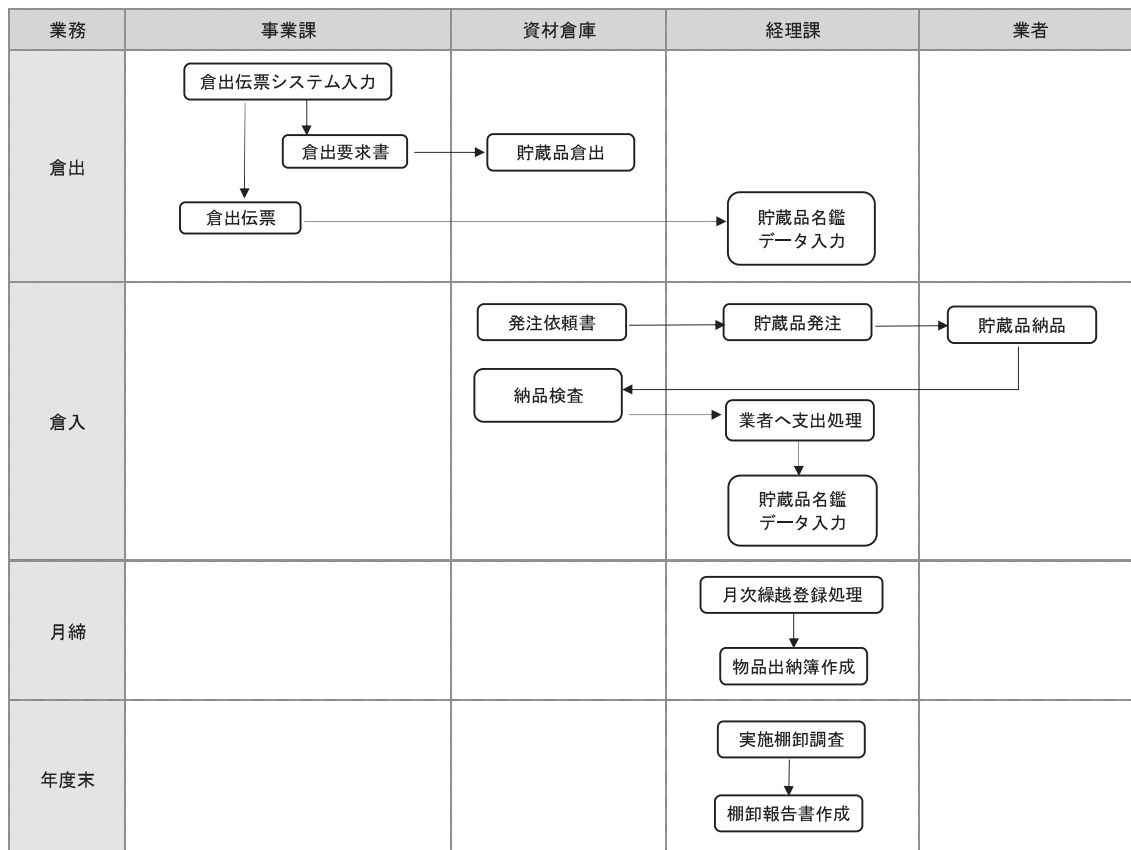 業務 事業課 資材倉庫 経理課 業者
倉出
倉出伝票システム入力
倉出要求書
貯蔵品倉出
倉出伝票
貯蔵品名鑑
データ入力
倉入
発注依頼書
貯蔵品発注
貯蔵品納品
納品検査
業者へ支出処理
貯蔵品名鑑
データ入力
月締
月次繰越登録処理
物品出納簿作成
年度末
実施棚卸調査
棚卸報告書作成